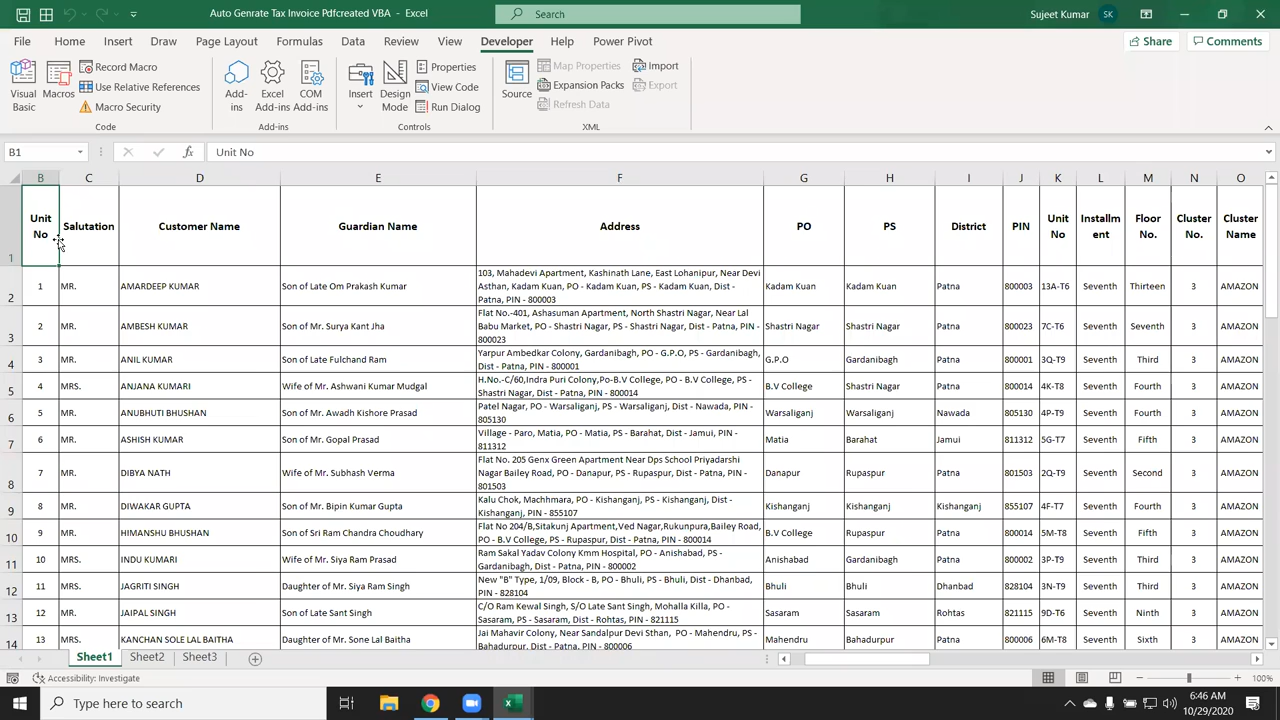 Auto Genrate Tax Invoice Pdfcreated VBA - Excel
Search
Sujeet Kumar
SK
File Home Insert Draw Page Layout Formulas Data Review View Developer Help Power Pivot
Share Comments
Visual Basic
Macros
Record Macro
Use Relative References
Macro Security
Code
Add-ins
Excel Add-ins
COM Add-ins
Add-ins
Insert
Design Mode
Properties
View Code
Run Dialog
Controls
Source
Map Properties
Expansion Packs
Refresh Data
Import
Export
XML
B1 fx Unit No
B C D E F G H I J K L M N O
1 Unit No Salutation Customer Name Guardian Name Address PO PS District PIN Unit No Installm ent Floor No. Cluster No. Cluster Name
2 1 MR. AMARDEEP KUMAR Son of Late Om Prakash Kumar 103, Mahadevi Apartment, Kashinath Lane, East Lohanipur, Near Devi Asthan, Kadam Kuan, PO - Kadam Kuan, PS - Kadam Kuan, Dist - Patna, PIN - 800003 Kadam Kuan Kadam Kuan Patna 800003 13A-T6 Seventh Thirteen 3 AMAZON
3 2 MR. AMBESH KUMAR Son of Mr. Surya Kant Jha Flat No.-401, Ashasuman Apartment, North Shastri Nagar, Near Lal Babu Market, PO - Shastri Nagar, PS - Shastri Nagar, Dist - Patna, PIN - 800023 Shastri Nagar Shastri Nagar Patna 800023 7C-T6 Seventh Seventh 3 AMAZON
4 3 MR. ANIL KUMAR Son of Late Fulchand Ram Yarpur Ambedkar Colony, Gardanibagh, PO - G.P.O, PS - Gardanibagh, Dist - Patna, PIN - 800001 G.P.O Gardanibagh Patna 800001 3Q-T9 Seventh Third 3 AMAZON
5 4 MRS. ANJANA KUMARI Wife of Mr. Ashwani Kumar Mudgal H.No.-C/60,Indra Puri Colony,Po-B.V College, PO - B.V College, PS - Shastri Nagar, Dist - Patna, PIN - 800014 B.V College Shastri Nagar Patna 800014 4K-T8 Seventh Fourth 3 AMAZON
6 5 MR. ANUBHUTI BHUSHAN Son of Mr. Awadh Kishore Prasad Patel Nagar, PO - Warsaliganj, PS - Warsaliganj, Dist - Nawada, PIN - 805130 Warsaliganj Warsaliganj Nawada 805130 4P-T9 Seventh Fourth 3 AMAZON
7 6 MR. ASHISH KUMAR Son of Mr. Gopal Prasad Village - Paro, Matia, PO - Matia, PS - Barahat, Dist - Jamui, PIN - 811312 Matia Barahat Jamui 811312 5G-T7 Seventh Fifth 3 AMAZON
8 7 MR. DIBYA NATH Wife of Mr. Subhash Verma Flat No. 205 Genx Green Apartment Near Dps School Priyadarshi Nagar Bailey Road, PO - Danapur, PS - Rupaspur, Dist - Patna, PIN - 801503 Danapur Rupaspur Patna 801503 2Q-T9 Seventh Second 3 AMAZON
9 8 MR. DIWAKAR GUPTA Son of Mr. Bipin Kumar Gupta Kalu Chok, Machhmara, PO - Kishanganj, PS - Kishanganj, Dist - Kishanganj, PIN - 855107 Kishanganj Kishanganj Kishanganj 855107 4F-T7 Seventh Fourth 3 AMAZON
10 9 MR. HIMANSHU BHUSHAN Son of Sri Ram Chandra Choudhary Flat No 204/B,Sitakunj Apartment,Ved Nagar,Rukunpura,Bailey Road, PO - B.V College, PS - Rupaspur, Dist - Patna, PIN - 800014 B.V College Rupaspur Patna 800014 5M-T8 Seventh Fifth 3 AMAZON
11 10 MRS. INDU KUMARI Wife of Mr. Siya Ram Prasad Ram Sakal Yadav Colony Kmm Hospital, PO - Anishabad, PS - Gardanibagh, Dist - Patna, PIN - 800002 Anishabad Gardanibagh Patna 800002 3P-T9 Seventh Third 3 AMAZON
12 11 MRS. JAGRITI SINGH Daughter of Mr. Siya Ram Singh New "B" Type, 1/09, Block - B, PO - Bhuli, PS - Bhuli, Dist - Dhanbad, PIN - 828104 Bhuli Bhuli Dhanbad 828104 3N-T9 Seventh Third 3 AMAZON
13 12 MR. JAIPAL SINGH Son of Late Sant Singh C/O Ram Kewal Singh, S/O Late Sant Singh, Mohalla Killa, PO - Sasaram, PS - Sasaram, Dist - Rohtas, PIN - 821115 Sasaram Sasaram Rohtas 821115 9D-T6 Seventh Ninth 3 AMAZON
14 13 MRS. KANCHAN SOLE LAL BAITHA Daughter of Mr. Sone Lal Baitha Jai Mahavir Colony, Near Sandalpur Devi Sthan, PO - Mahendru, PS - Bahadurpur, Dist - Patna, PIN - 800006 Mahendru Bahadurpur Patna 800006 6M-T8 Seventh Sixth 3 AMAZON
Sheet1 Sheet2 Sheet3
Accessibility: Investigate
100%
Type here to search
6:46 AM
10/29/2020